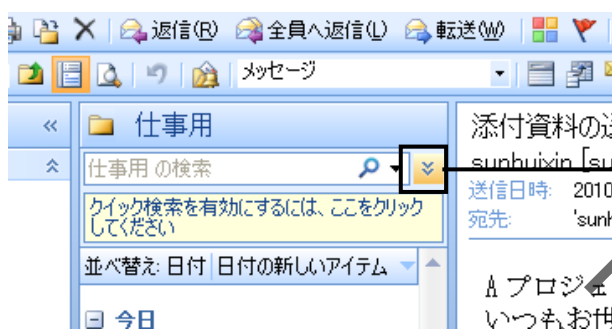 返信(R) 全員へ返信(L) 転送(W)
メッセージ
仕事用
仕事用 の検索
クイック検索を有効にするには、ここをクリック
してください
並べ替え: 日付 日付の新しいアイテム
今日
添付資料の
sunhuixin [su
送信日時: 2010
宛先: 'sunh
A プロジェ
いつもお世